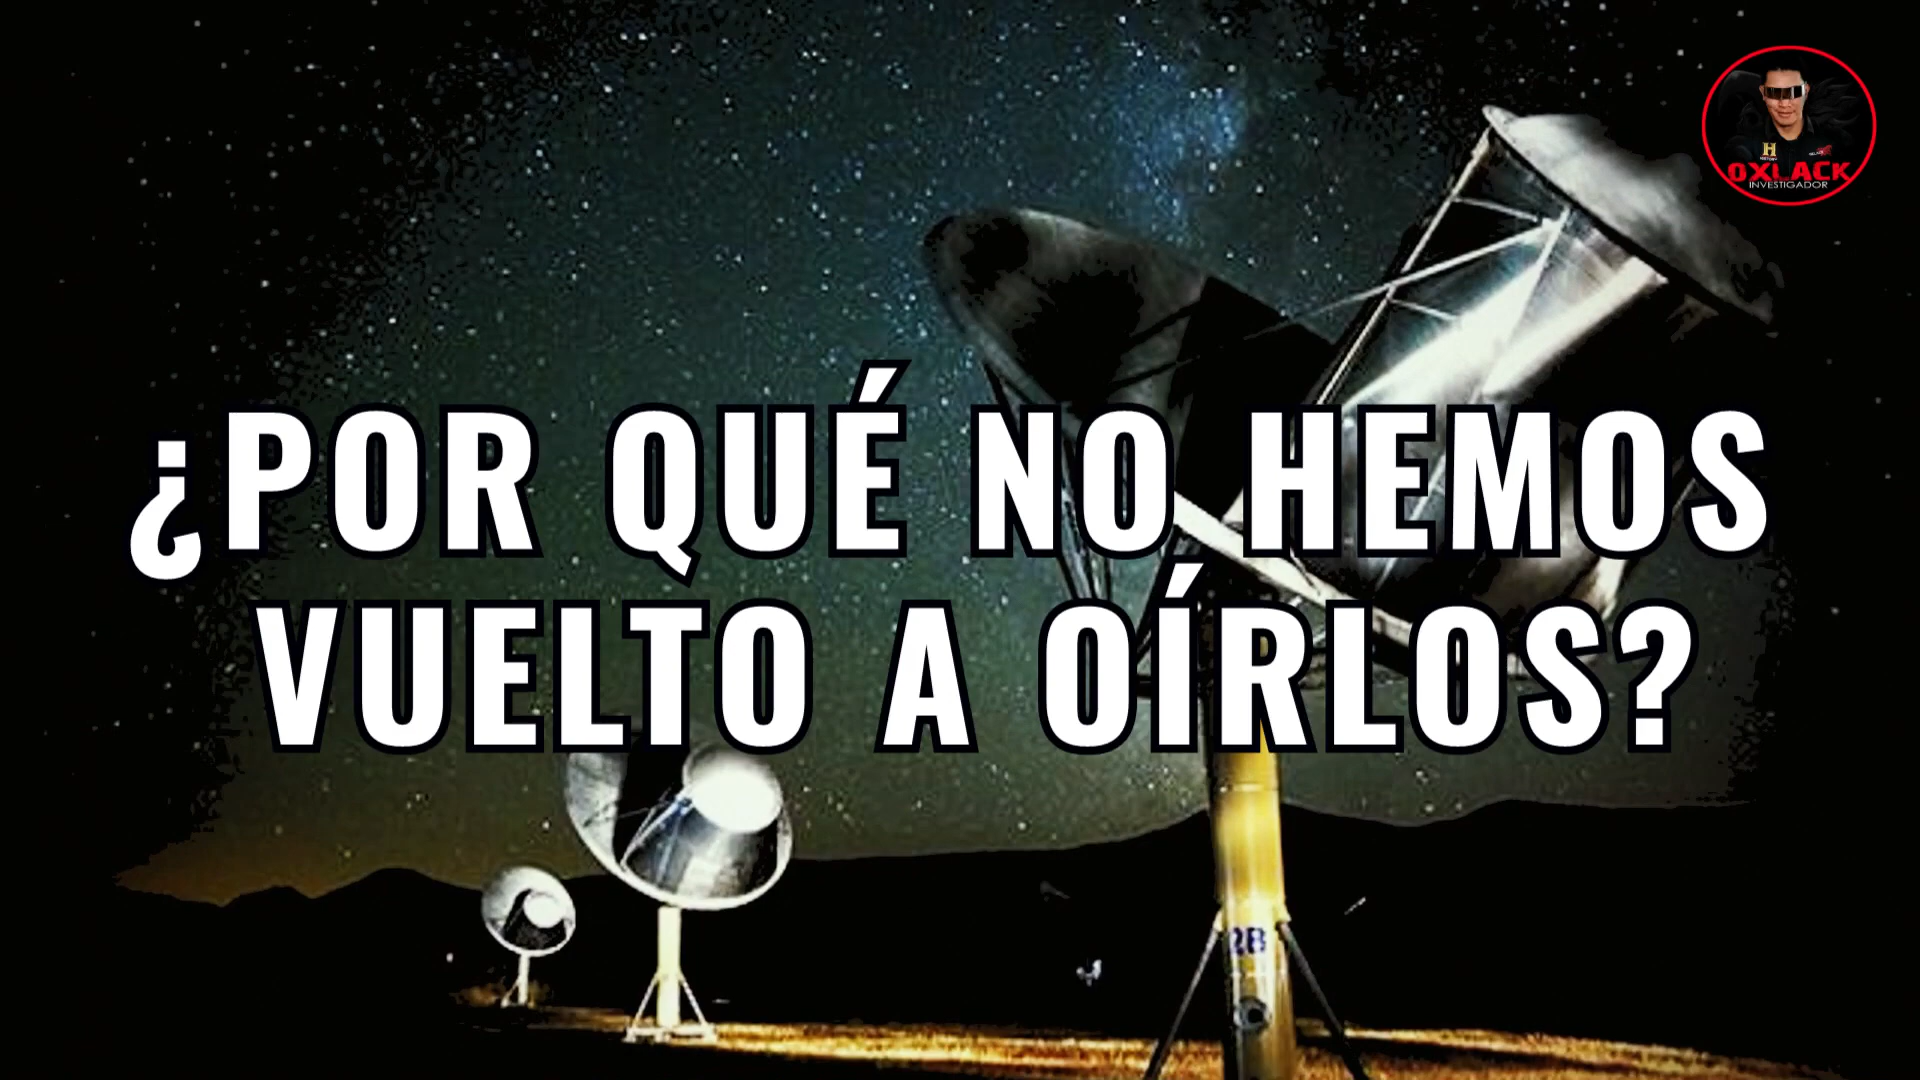 OXLACK
INVESTIGADOR
¿POR QUÉ NO HEMOS
VUELTO A OÍRLOS?